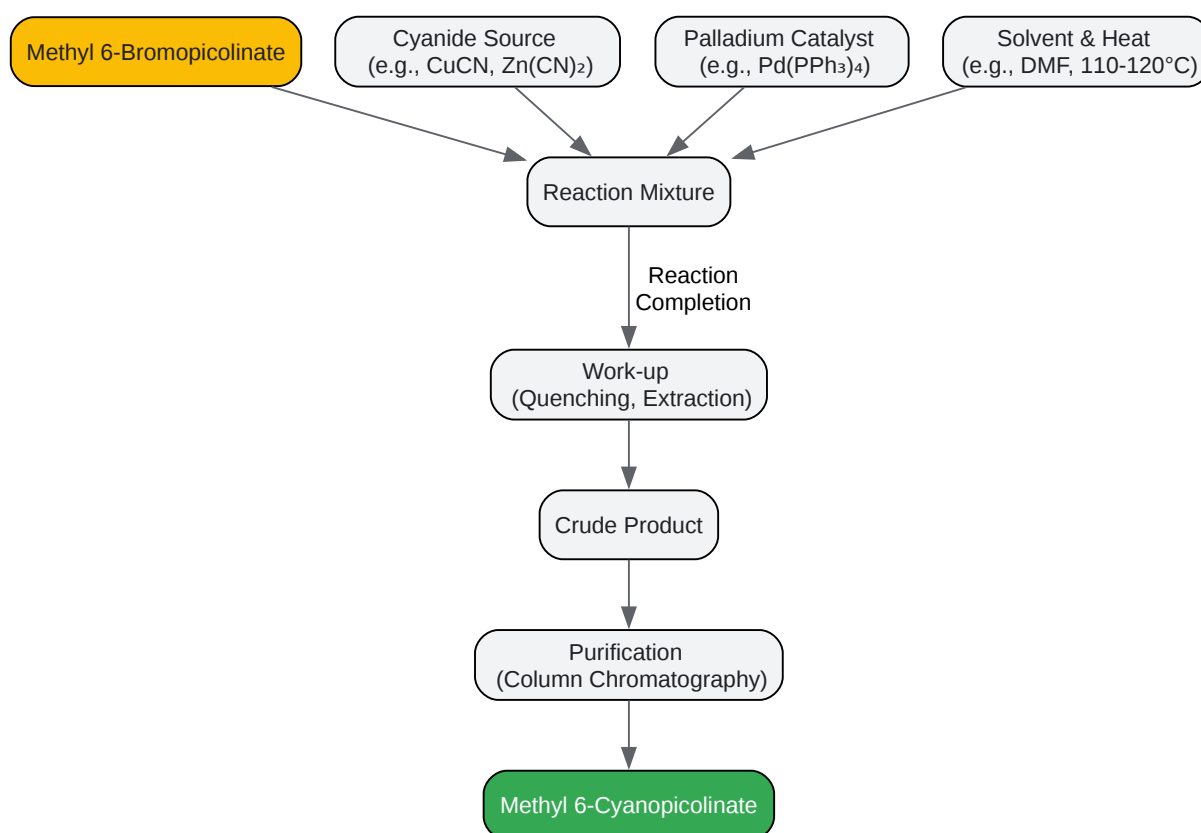 Methyl 6-Bromopicolinate
Cyanide Source
(e.g., CuCN, Zn(CN)₂)
Palladium Catalyst
(e.g., Pd(PPh₃)₄)
Solvent & Heat
(e.g., DMF, 110-120°C)
Reaction Mixture
Reaction
Completion
Work-up
(Quenching, Extraction)
Crude Product
Purification
(Column Chromatography)
Methyl 6-Cyanopicolinate